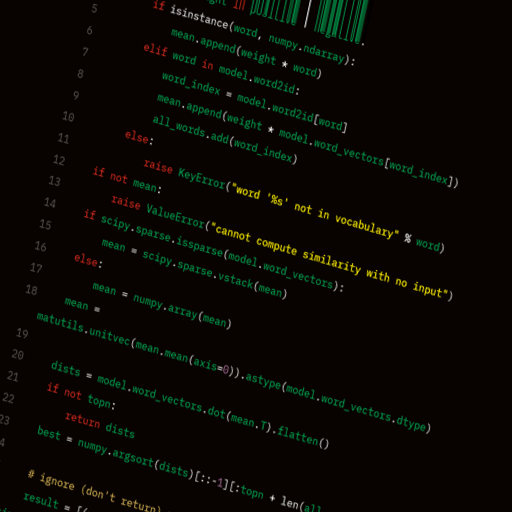 in
5 if isinstance(word, numpy.ndarray):
6 mean.append(weight * word)
7 elif word in model.word2id:
8 word_index = model.word2id[word]
9 mean.append(weight * model.word_vectors[word_index])
10 all_words.add(word_index)
11 else:
12 raise KeyError("word '%s' not in vocabulary" % word)
13 if not mean:
14 raise ValueError("cannot compute similarity with no input")
15 if scipy.sparse.issparse(model.word_vectors):
16 mean = scipy.sparse.vstack(mean)
17 else:
18 mean = numpy.array(mean)
mean =
matutils.unitvec(mean.mean(axis=0)).astype(model.word_vectors.dtype)
19
20 dists = model.word_vectors.dot(mean.T).flatten()
21 if not topn:
22 return dists
23 best = numpy.argsort(dists)[::-1][:topn + len(all
# ignore (don't return)
result = [(